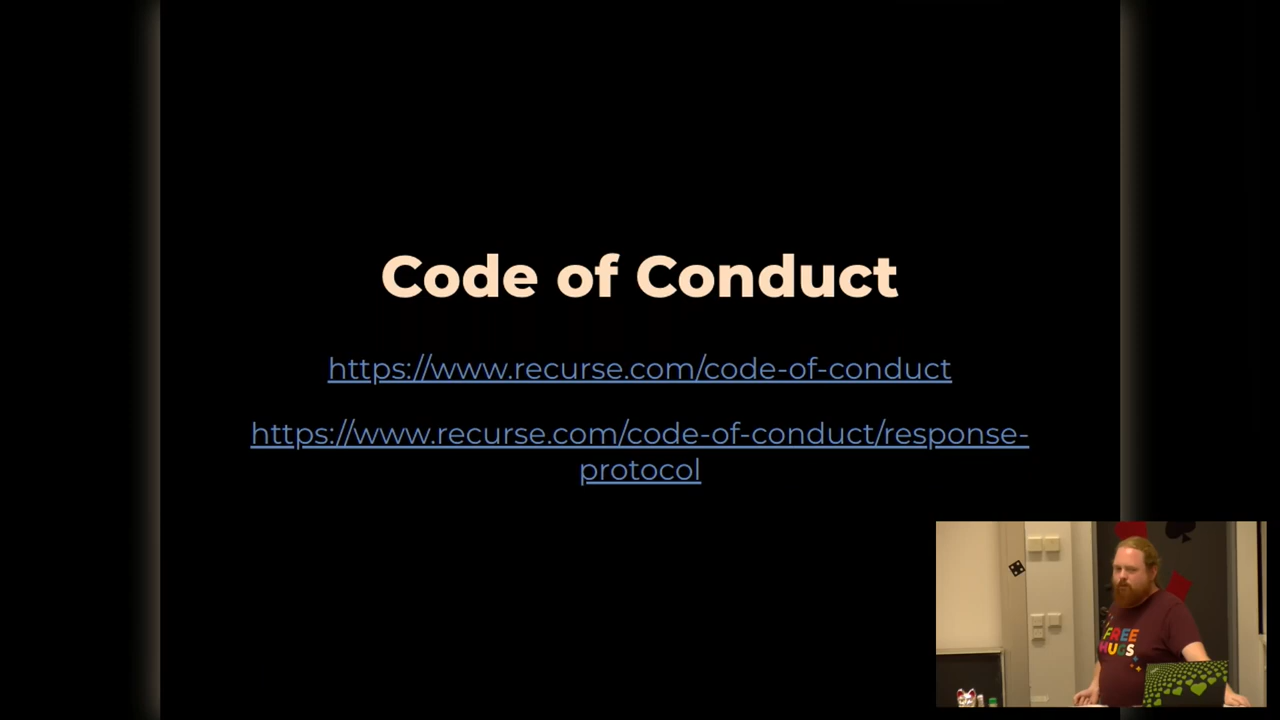 Code of Conduct
https://www.recurse.com/code-of-conduct
https://www.recurse.com/code-of-conduct/response-
protocol
FREE
HUGS